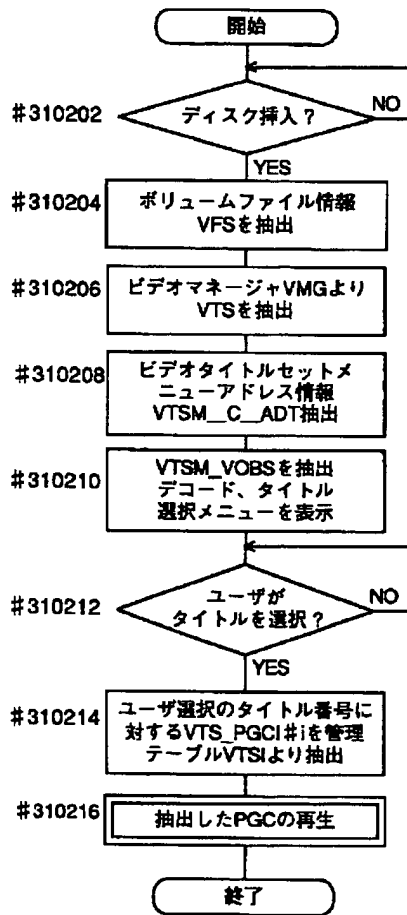 開始
#310202
ディスク挿入?
NO
YES
#310204
ボリュームファイル情報
VFSを抽出
#310206
ビデオマネージャVMGより
VTSを抽出
#310208
ビデオタイトルセットメ
ニューアドレス情報
VTSM__C__ADT抽出
#310210
VTSM_VOBSを抽出
デコード、タイトル
選択メニューを表示
#310212
ユーザが
タイトルを選択?
NO
YES
#310214
ユーザ選択のタイトル番号に
対するVTS_PGCI#iを管理
テーブルVTSIより抽出
#310216
抽出したPGCの再生
終了